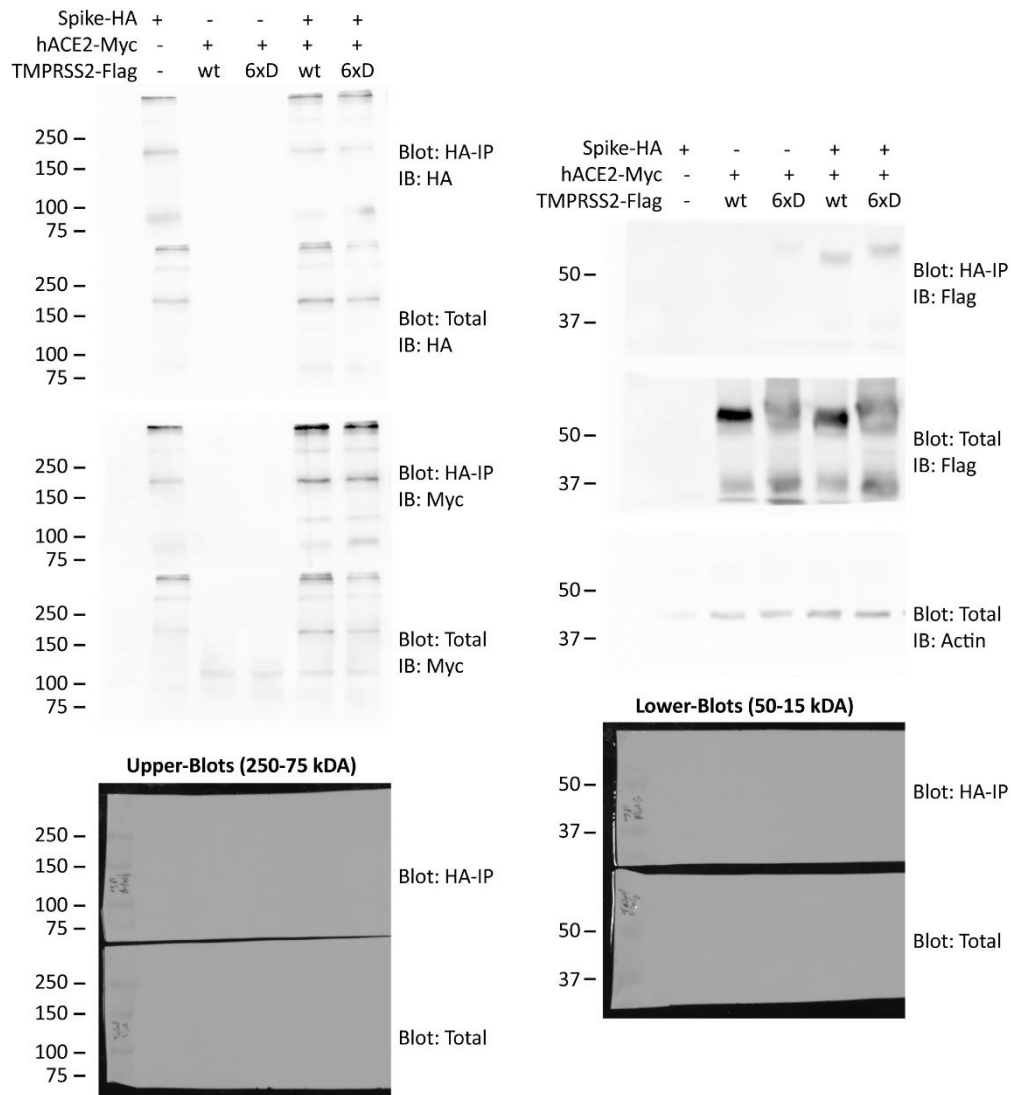 Spike-HA + - - + +
hACE2-Myc - + + + +
TMPRSS2-Flag - wt 6xD wt 6xD
250 –
150 –
100 –
75 –
Blot: HA-IP
IB: HA
250 –
150 –
100 –
75 –
Blot: Total
IB: HA
250 –
150 –
100 –
75 –
Blot: HA-IP
IB: Myc
250 –
150 –
100 –
75 –
Blot: Total
IB: Myc
Upper-Blots (250-75 kDA)
250 –
150 –
100 –
75 –
Blot: HA-IP
250 –
150 –
100 –
75 –
Blot: Total
Spike-HA + - - + +
hACE2-Myc - + + + +
TMPRSS2-Flag - wt 6xD wt 6xD
50 –
37 –
Blot: HA-IP
IB: Flag
50 –
37 –
Blot: Total
IB: Flag
50 –
37 –
Blot: Total
IB: Actin
Lower-Blots (50-15 kDA)
50 –
37 –
Blot: HA-IP
50 –
37 –
Blot: Total